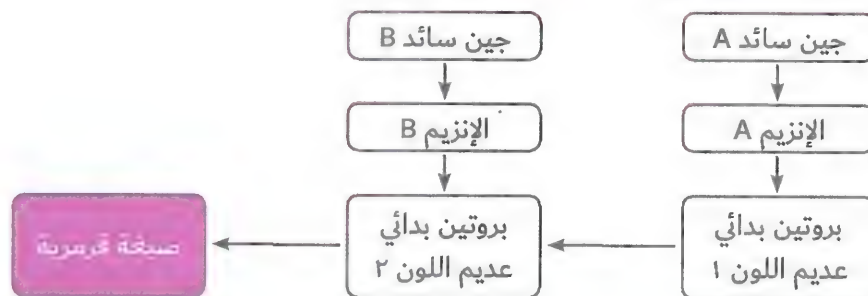 جين سائد A
جين سائد B
الإنزيم A
الإنزيم B
بروتين بدائي
عديم اللون ١
بروتين بدائي
عديم اللون ٢
صبغة قرمزية